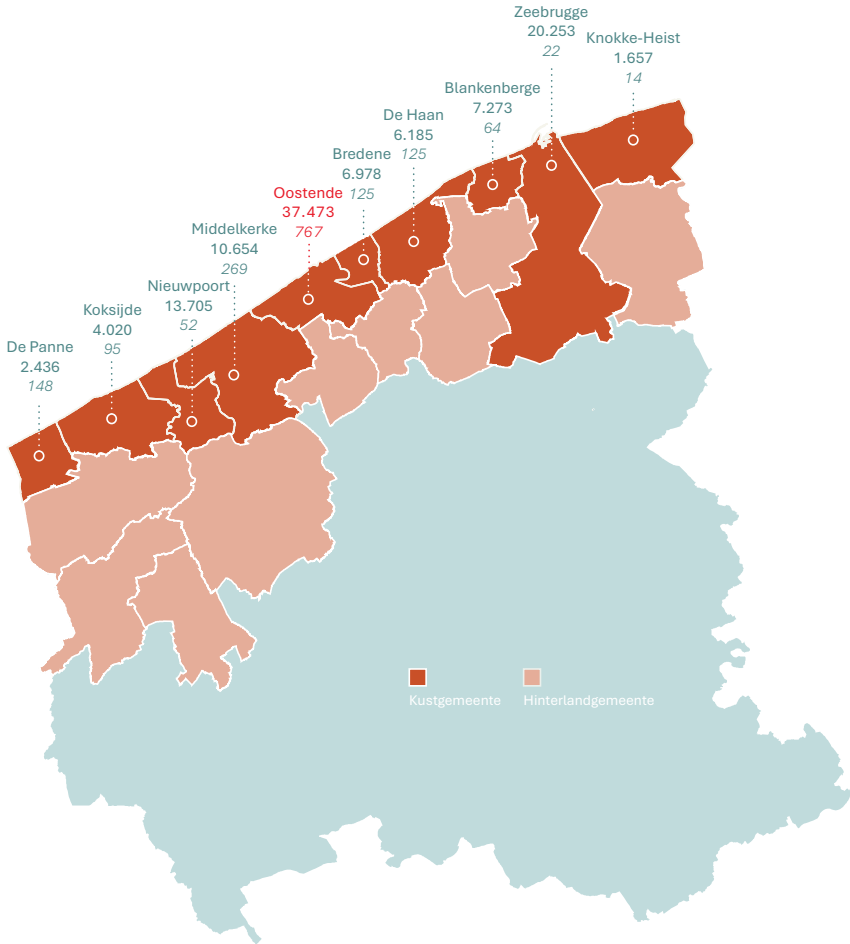 Zeebrugge
20.253
22
Knokke-Heist
1.657
14
Blankenberge
7.273
64
De Haan
6.185
125
Bredene
6.978
125
Oostende
37.473
767
Middelkerke
10.654
269
Nieuwpoort
13.705
52
Koksijde
4.020
95
De Panne
2.436
148
Kustgemeente
Hinterlandgemeente